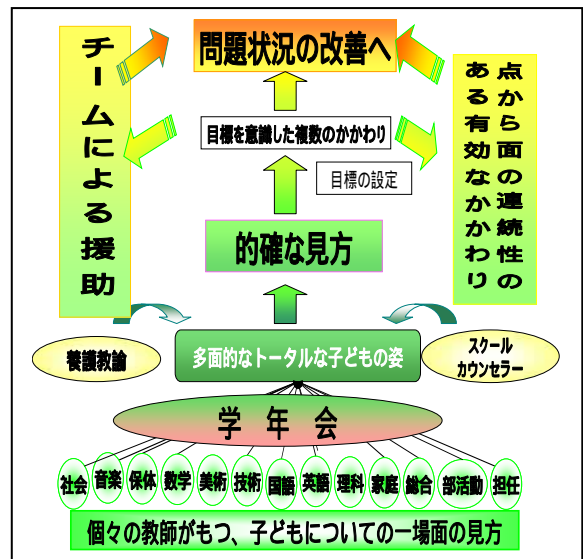 問題状況の改善へ
チームによる援助
点から面の連続性の
ある有効なかかわり
目標を意識した複数のかかわり
目標の設定
的確な見方
養護教諭
多面的なトータルな子どもの姿
スクール
カウンセラー
学年会
社会
音楽
保体
数学
美術
技術
国語
英語
理科
家庭
総合
部活動
担任
個々の教師がもつ、子どもについての一場面の見方